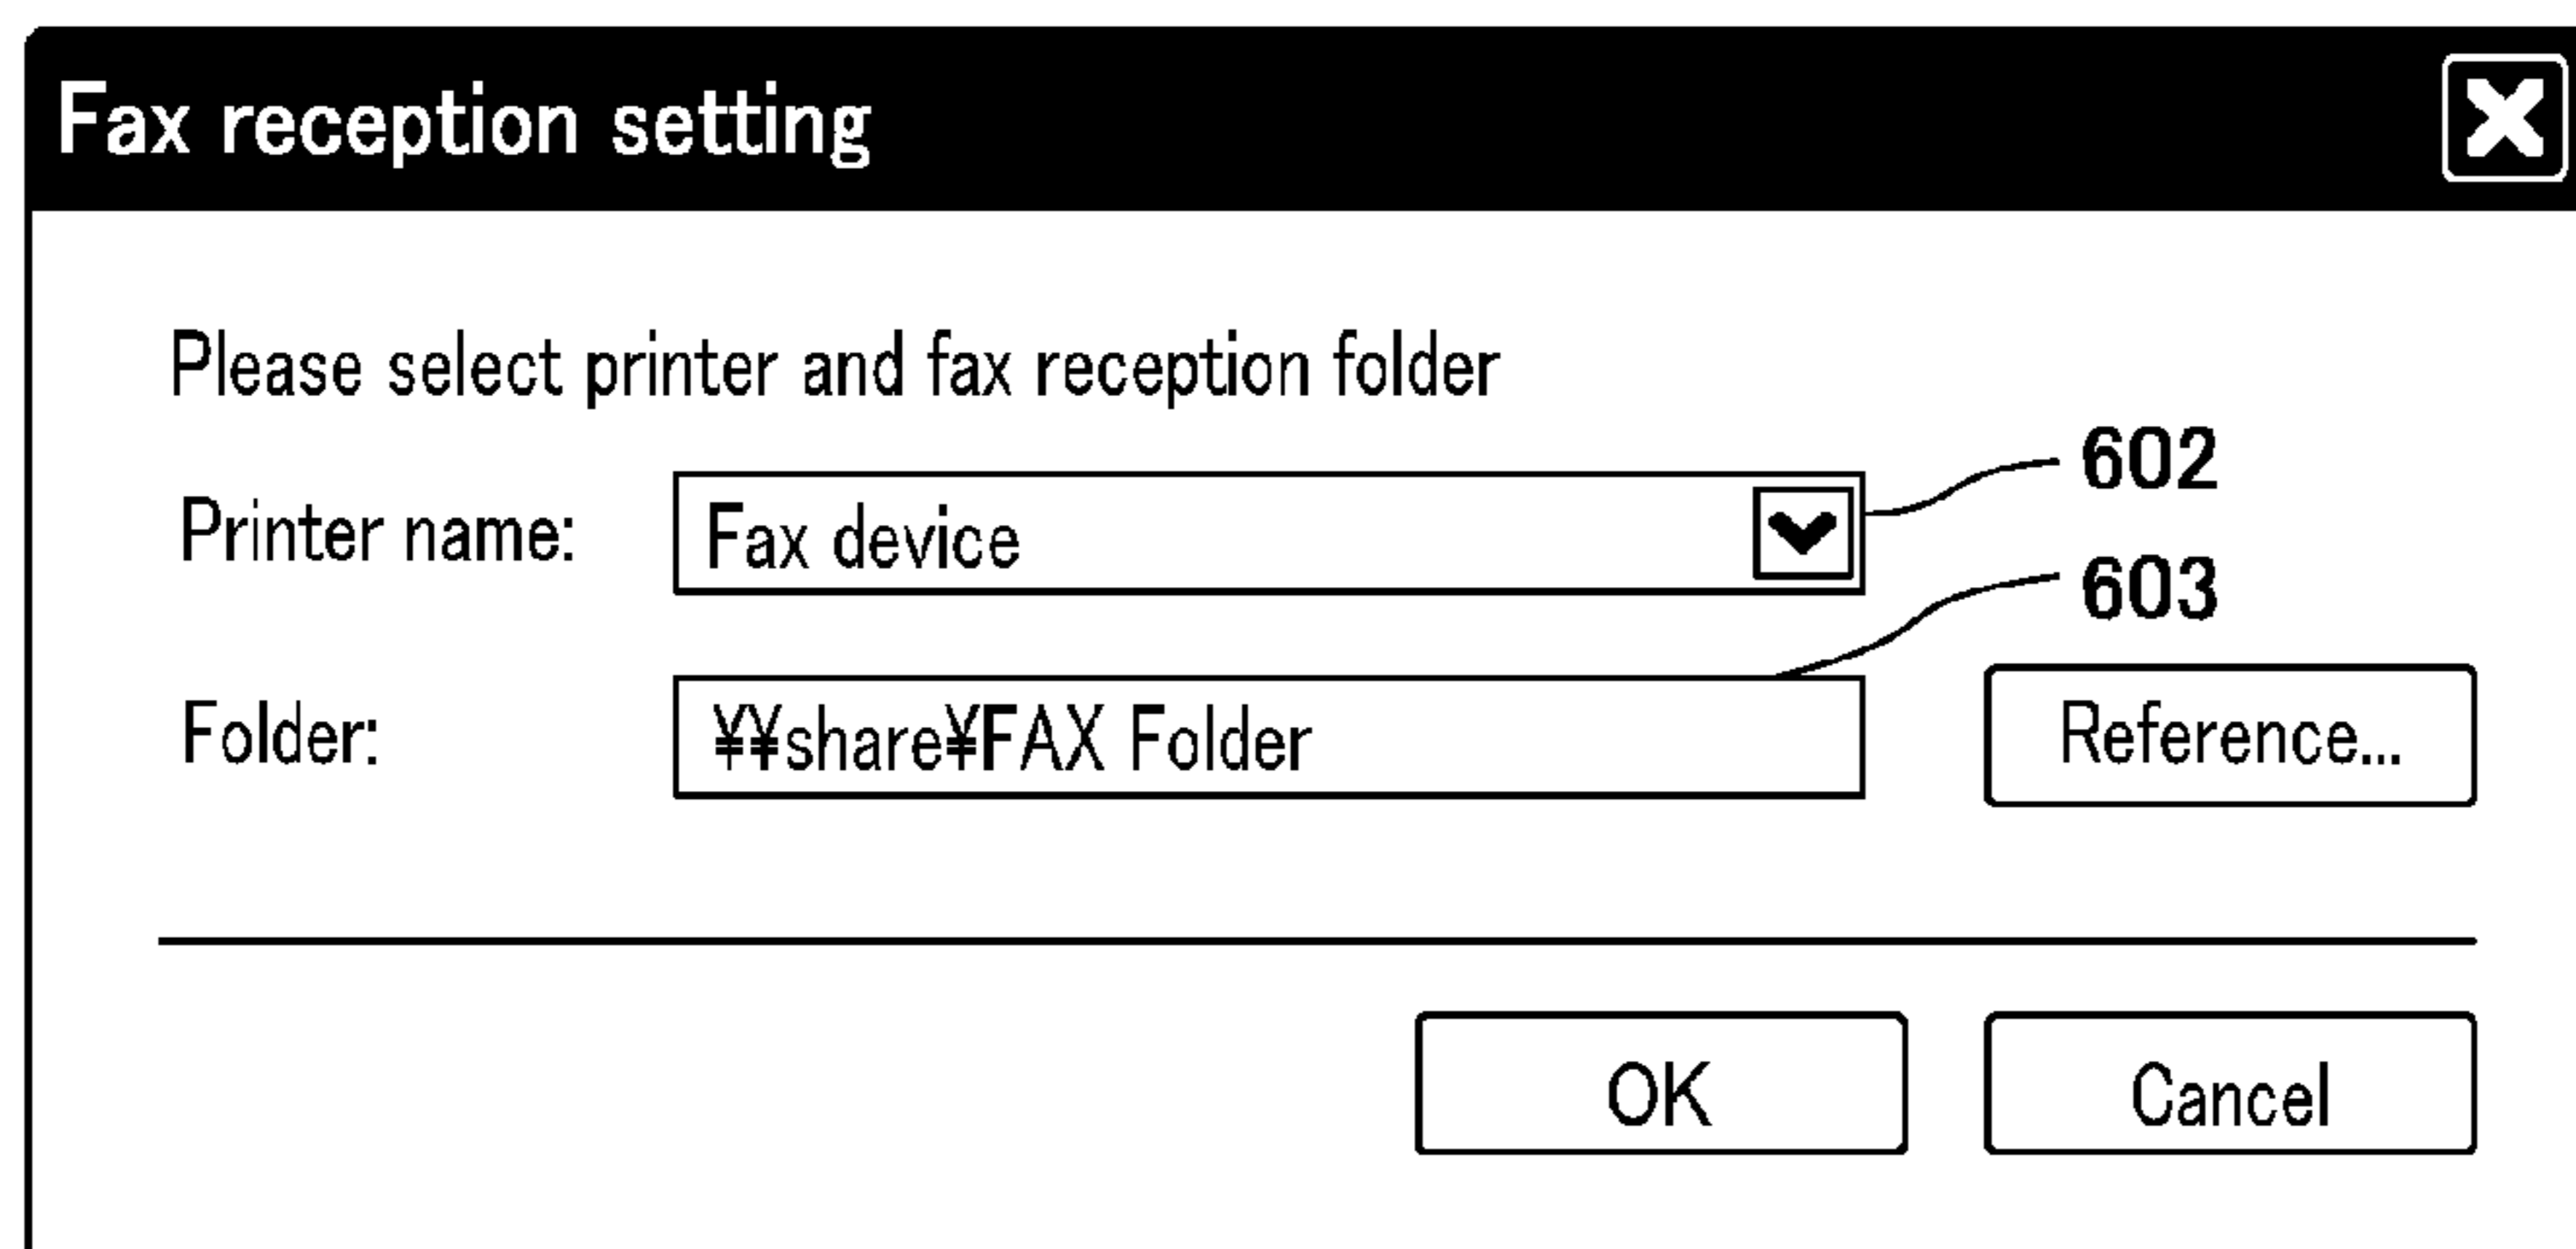 Fax reception setting
Please select printer and fax reception folder
602
Printer name: Fax device
603
Folder: ¥¥share¥FAX Folder Reference...
OK Cancel